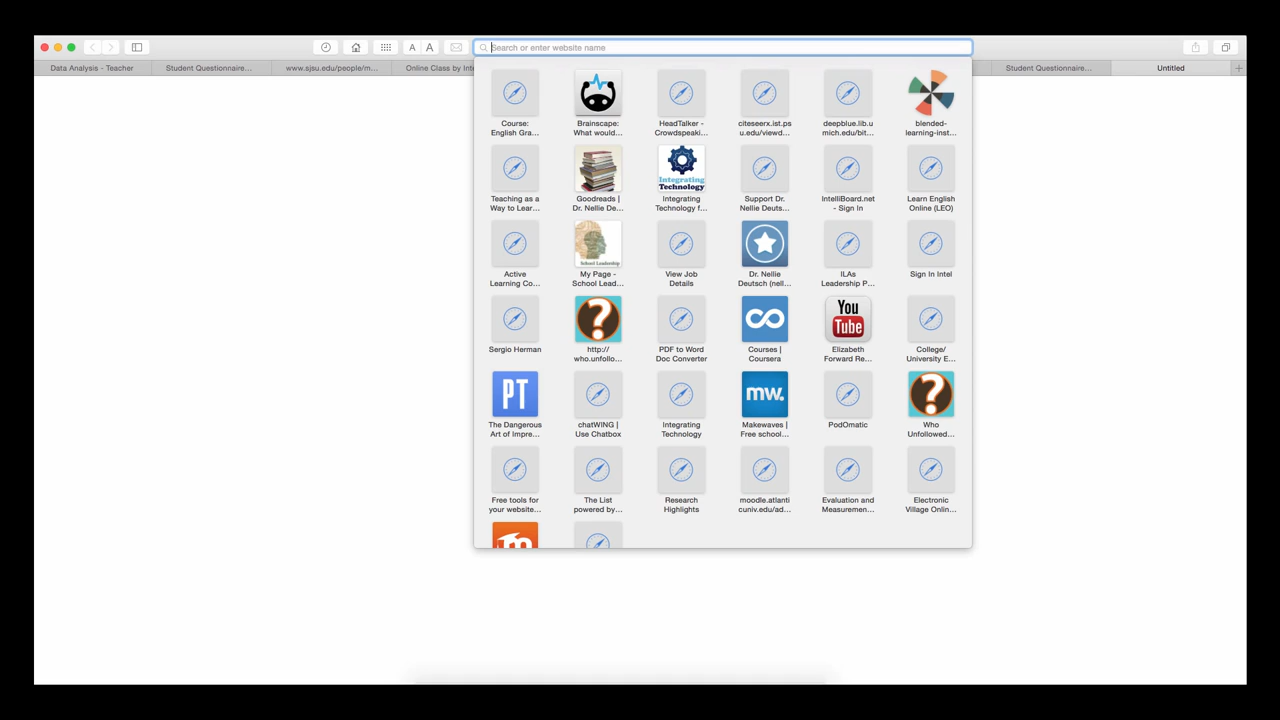 A A
Search or enter website name
Data Analysis - Teacher
Student Questionnaire...
www.sjsu.edu/people/m...
Online Class by Inte
Student Questionnaire...
Untitled
Course:
English Gra...
Brainscape:
What would...
HeadTalker -
Crowdspeaki...
citeseerx.ist.ps
u.edu/viewd...
deepblue.lib.u
mich.edu/bit...
blended-
learning-inst...
Integrating
Technology
Teaching as a
Way to Lear...
Goodreads |
Dr. Nellie De...
Integrating
Technology f...
Support Dr.
Nellie Deuts...
IntelliBoard.net
- Sign In
Learn English
Online (LEO)
School Leadership
Active
Learning Co...
My Page -
School Lead...
View Job
Details
Dr. Nellie
Deutsch (nell...
ILAs
Leadership P...
Sign In Intel
?
You
Tube
Sergio Herman
http://
who.unfollo...
PDF to Word
Doc Converter
Courses |
Coursera
Elizabeth
Forward Re...
College/
University E...
PT
mw.
?
The Dangerous
Art of Impre...
chatWING |
Use Chatbox
Integrating
Technology
Makewaves |
Free school...
PodOmatic
Who
Unfollowed...
Free tools for
your website...
The List
powered by...
Research
Highlights
moodle.atlanti
cuniv.edu/ad...
Evaluation and
Measuremen...
Electronic
Village Onlin...